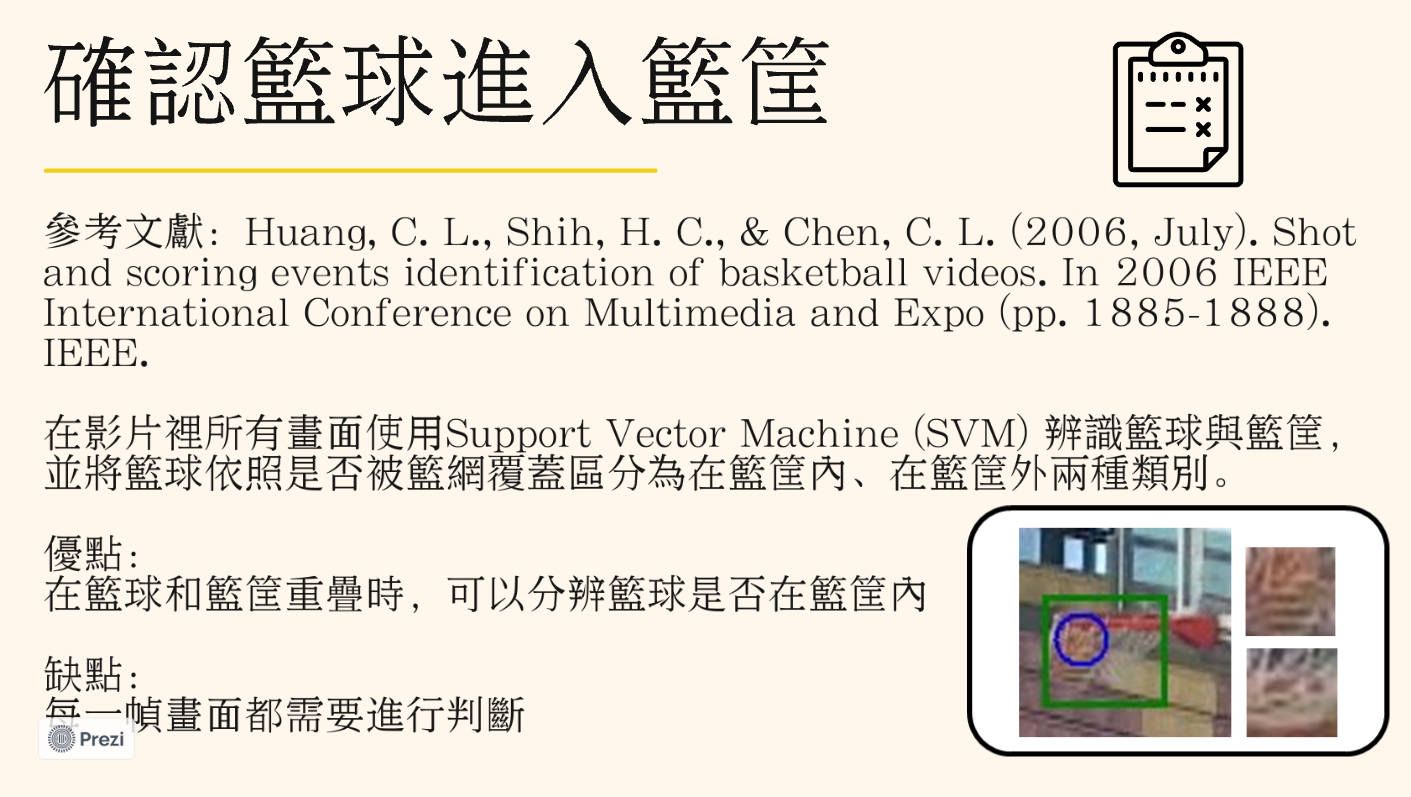 確認籃球進入籃筐
參考文獻：Huang, C. L., Shih, H. C., & Chen, C. L. (2006, July). Shot
and scoring events identification of basketball videos. In 2006 IEEE
International Conference on Multimedia and Expo (pp. 1885-1888).
IEEE.
在影片裡所有畫面使用Support Vector Machine (SVM) 辨識籃球與籃筐，
並將籃球依照是否被籃網覆蓋區分為在籃筐內、在籃筐外兩種類別。
優點：
在籃球和籃筐重疊時，可以分辨籃球是否在籃筐內
缺點：
每一幀畫面都需要進行判斷
Prezi